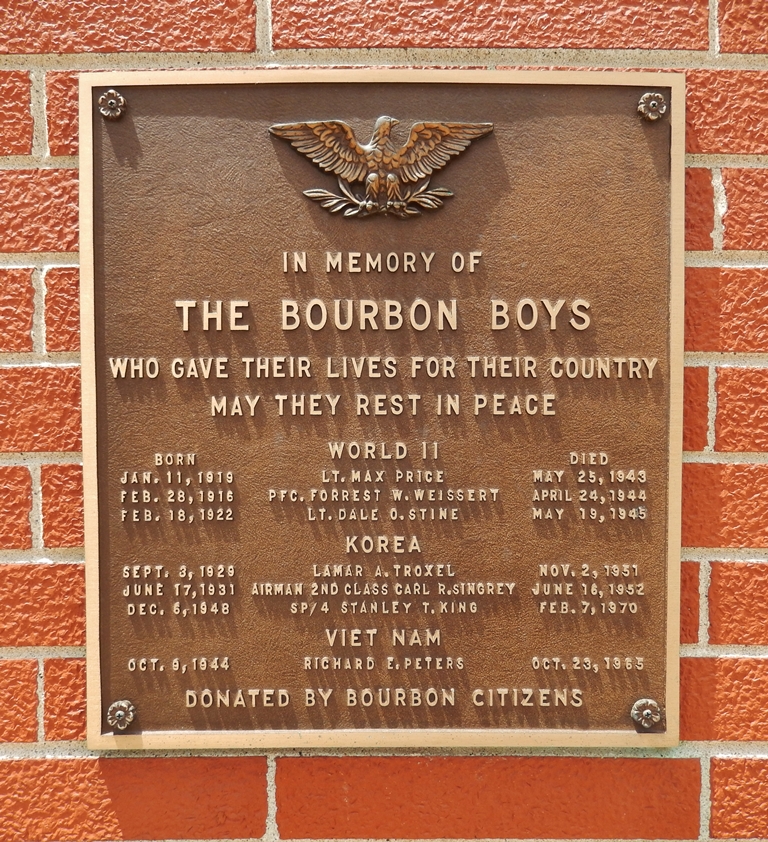 IN MEMORY OF
THE BOURBON BOYS
WHO GAVE THEIR LIVES FOR THEIR COUNTRY
MAY THEY REST IN PEACE
WORLD II
BORN DIED
JAN. 11, 1919 LT. MAX PRICE MAY 25, 1943
FEB. 28, 1916 PFC. FORREST W. WEISSERT APRIL 24, 1944
FEB. 18, 1922 LT. DALE O. STINE MAY 19, 1945
KOREA
SEPT. 3, 1929 LAMAR A. TROXEL NOV. 2, 1951
JUNE 17, 1931 AIRMAN 2ND CLASS CARL R. SINGREY JUNE 16, 1952
DEC. 6, 1948 SP/4 STANLEY T. KING FEB. 7, 1970
VIET NAM
OCT. 9, 1944 RICHARD E. PETERS OCT. 23, 1965
DONATED BY BOURBON CITIZENS